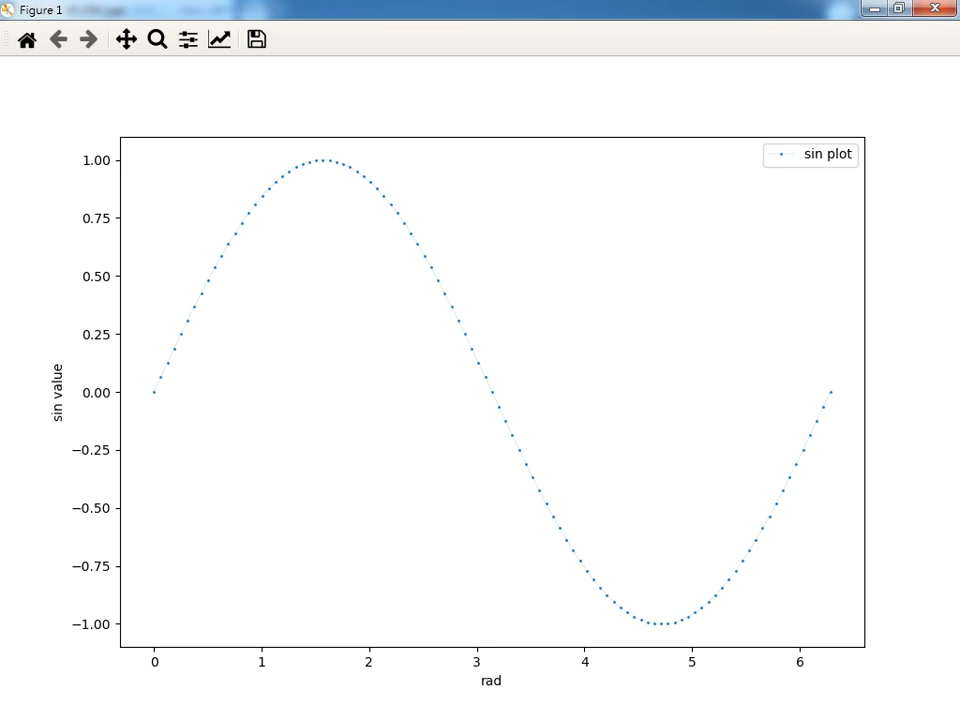 Figure 1
sin plot
1.00
0.75
0.50
0.25
0.00
−0.25
−0.50
−0.75
−1.00
sin value
0 1 2 3 4 5 6
rad